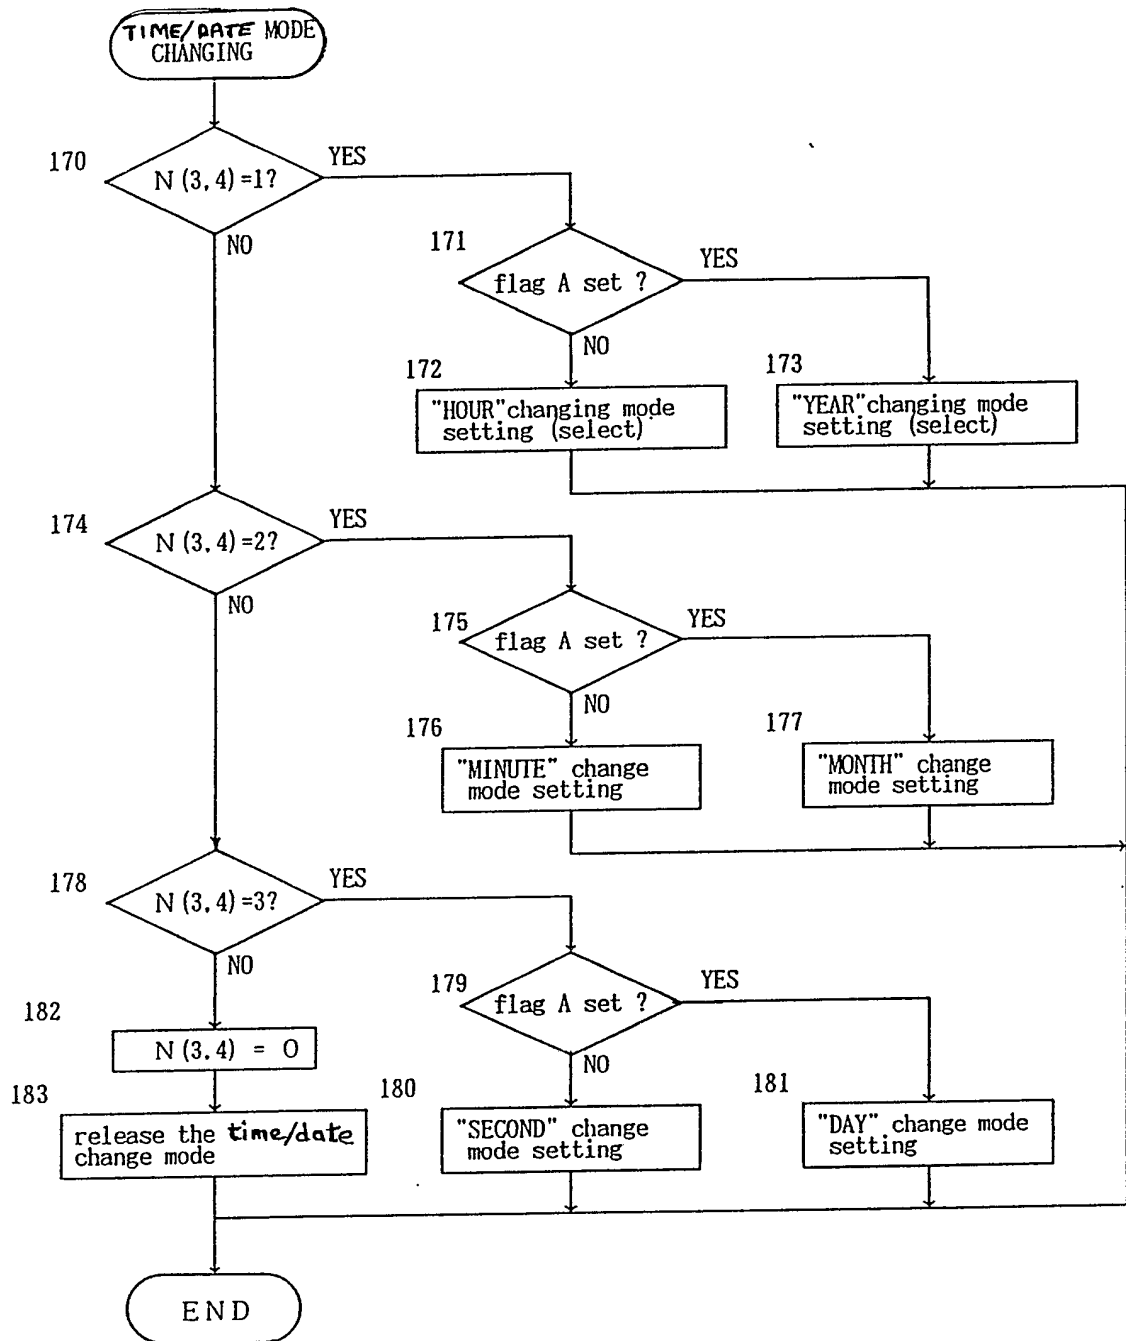 TIME/DATE MODE
CHANGING
170
N(3,4)=1?
YES
NO
171
flag A set ?
YES
NO
172
"HOUR"changing mode
setting (select)
173
"YEAR"changing mode
setting (select)
174
N(3,4)=2?
YES
NO
175
flag A set ?
YES
NO
176
"MINUTE" change
mode setting
177
"MONTH" change
mode setting
178
N(3,4)=3?
YES
NO
179
flag A set ?
YES
NO
180
"SECOND" change
mode setting
181
"DAY" change mode
setting
182
N(3,4) = 0
183
release the time/date
change mode
END